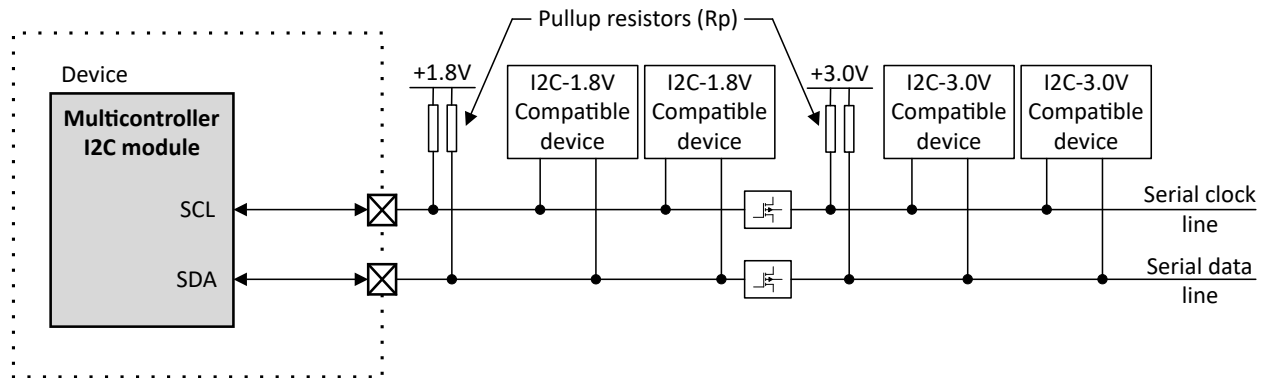 Pullup resistors (Rp)
Device
Multicontroller
I2C module
SCL
SDA
+1.8V
I2C-1.8V
Compatible
device
I2C-1.8V
Compatible
device
+3.0V
I2C-3.0V
Compatible
device
I2C-3.0V
Compatible
device
Serial clock
line
Serial data
line